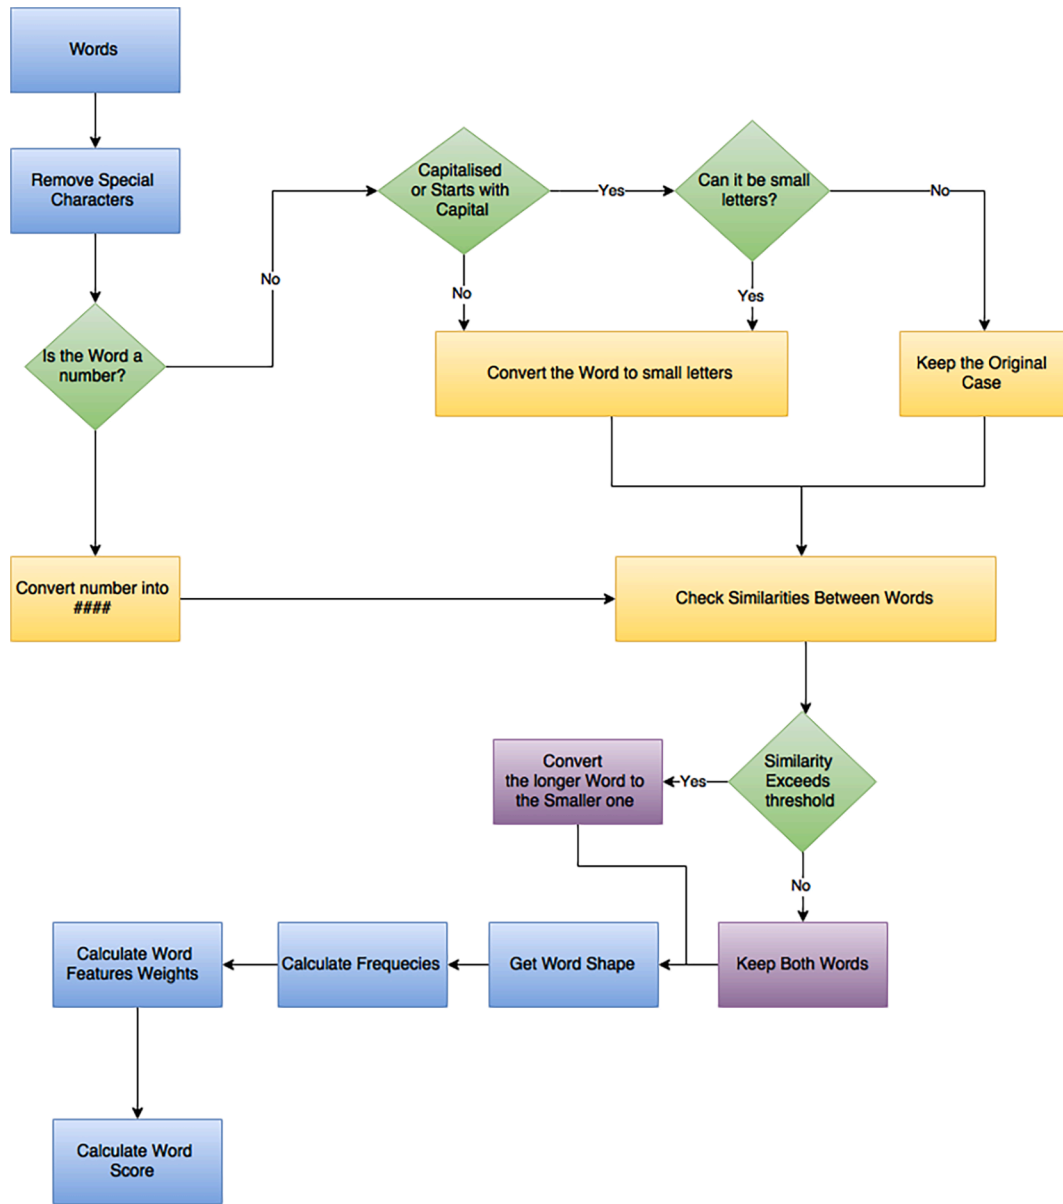 Words
Remove Special
Characters
Is the Word a
number?
No
Capitalised
or Starts with
Capital
Yes
Can it be small
letters?
No
No
Yes
Convert the Word to small letters
Keep the Original
Case
Convert number into
####
Check Similarities Between Words
Similarity
Exceeds
threshold
Yes
Convert
the longer Word to
the Smaller one
No
Keep Both Words
Get Word Shape
Calculate Frequecies
Calculate Word
Features Weights
Calculate Word
Score